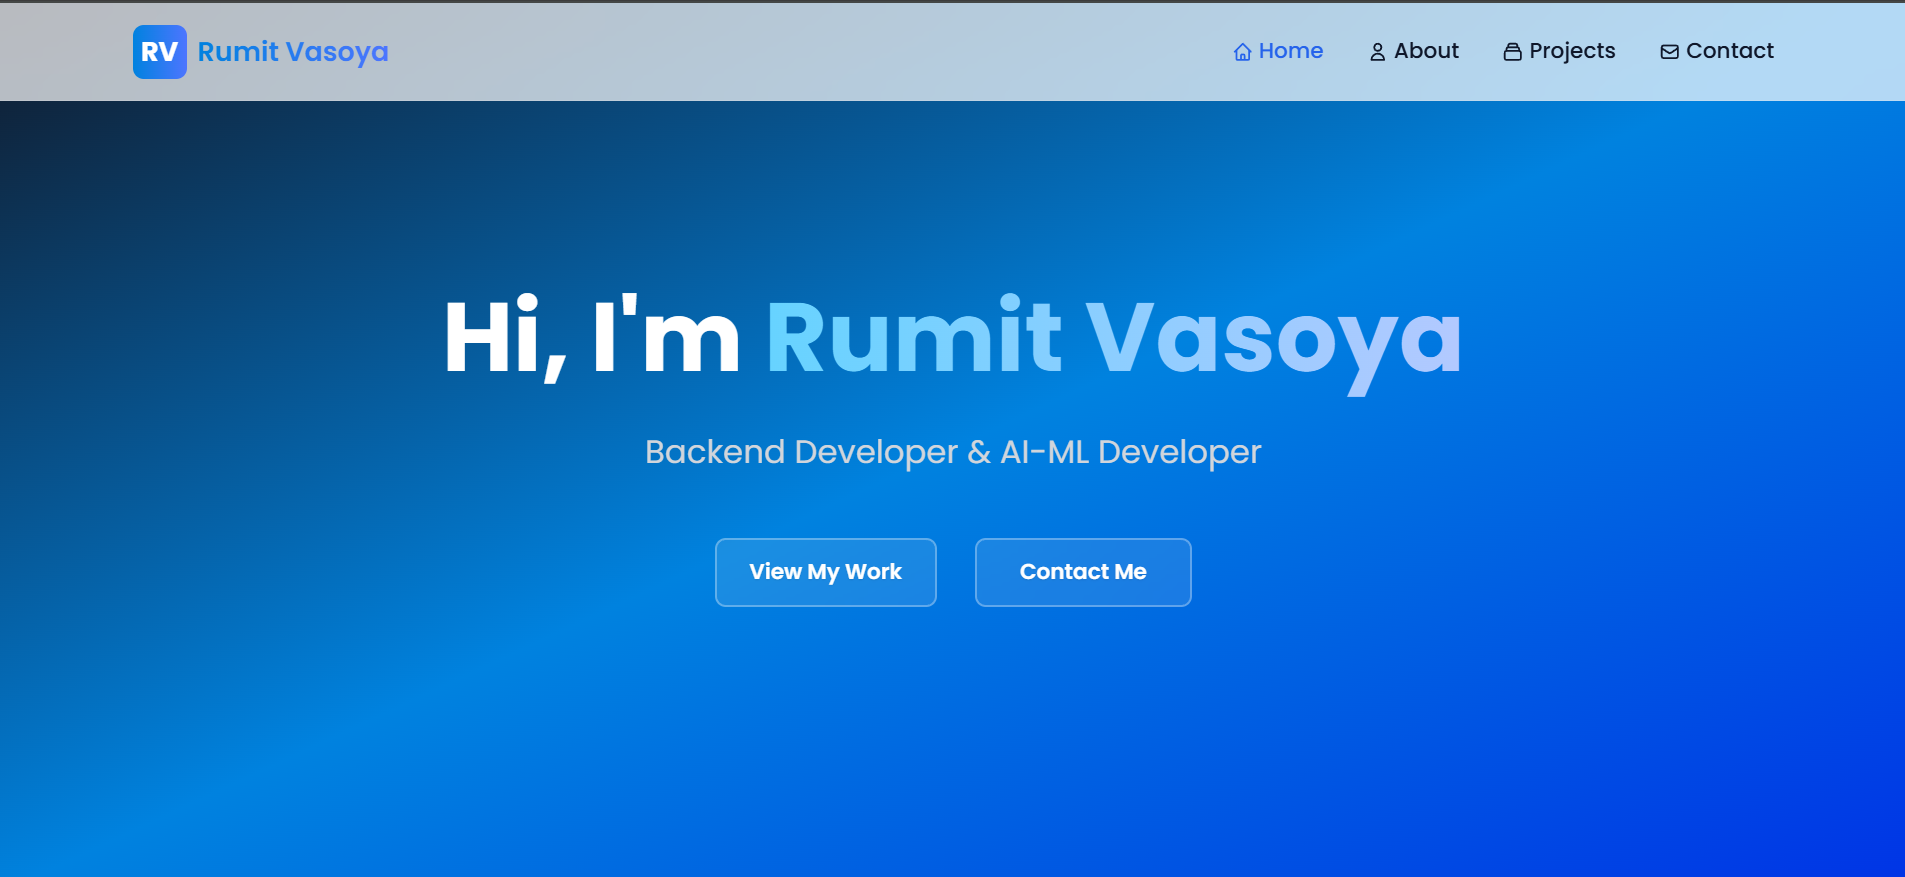 RV Rumit Vasoya
Home About Projects Contact
Hi, I'm Rumit Vasoya
Backend Developer & AI-ML Developer
View My Work
Contact Me